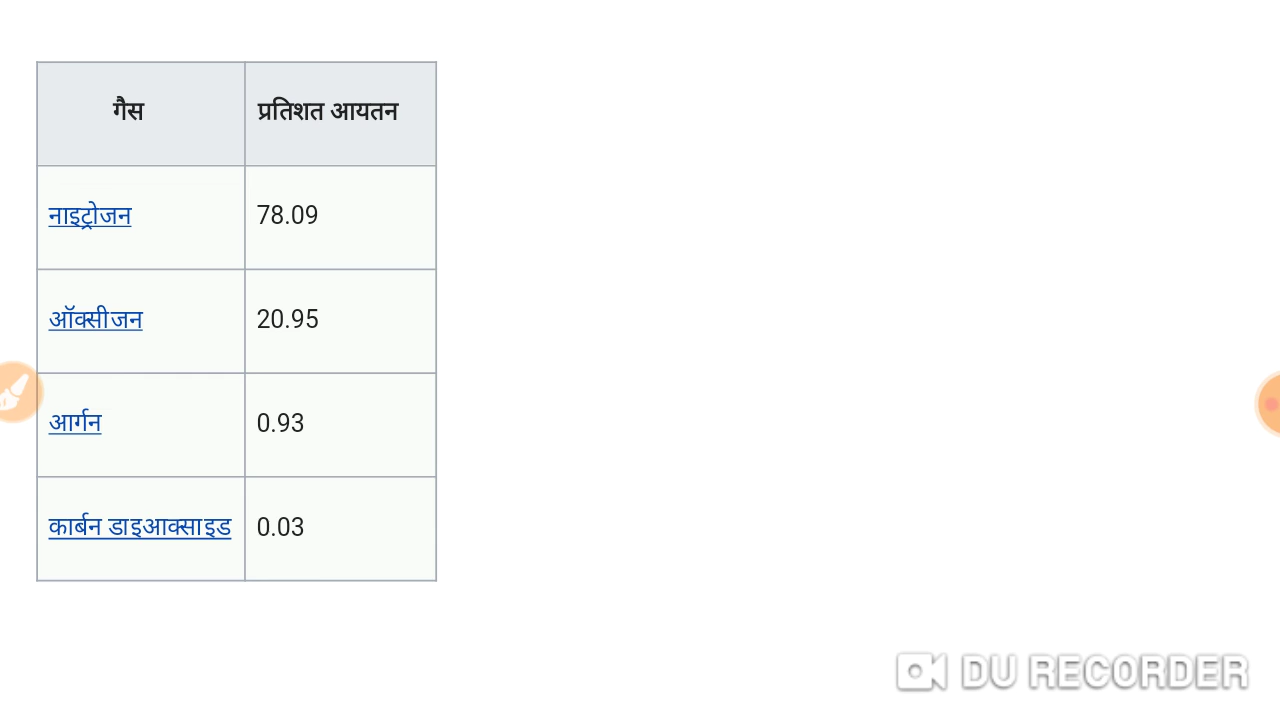 गैस प्रतिशत आयतन
नाइट्रोजन 78.09
ऑक्सीजन 20.95
आर्गन 0.93
कार्बन डाइआक्साइड 0.03
DU RECORDER